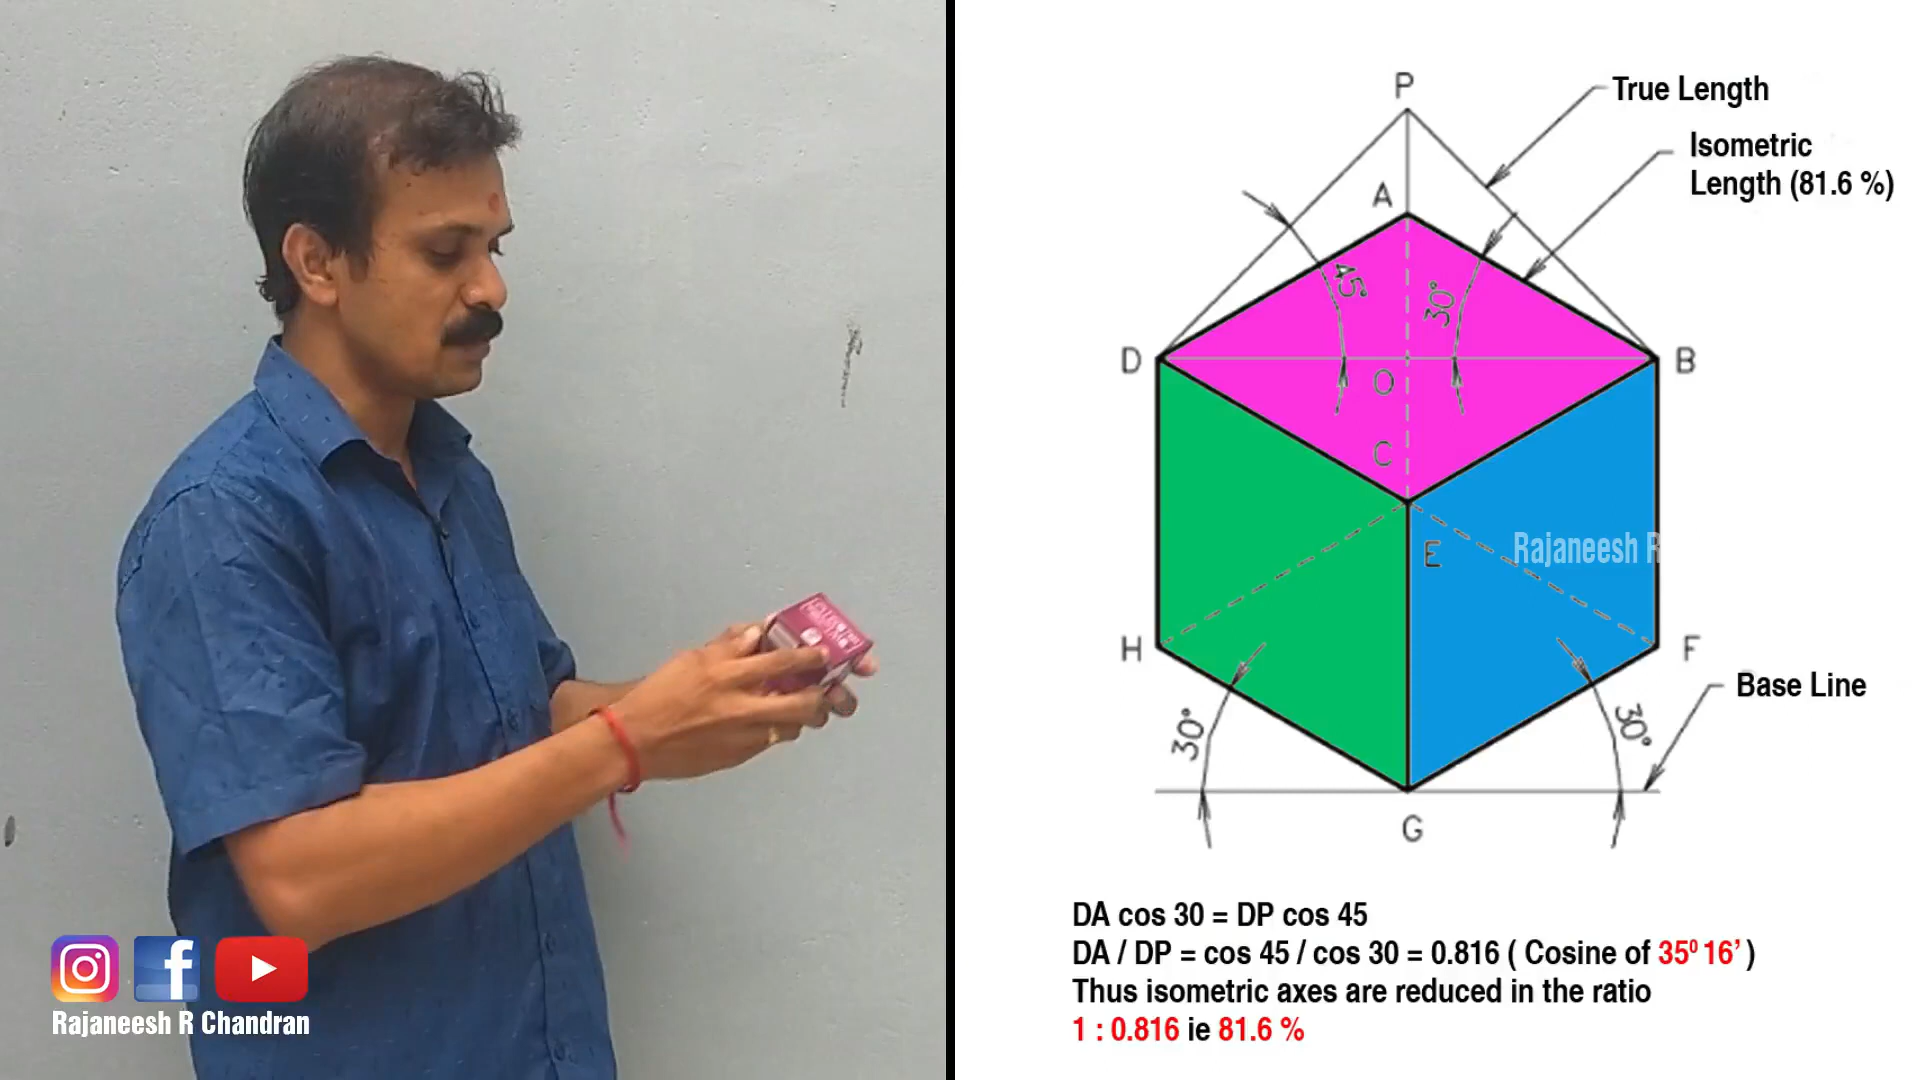 P
True Length
Isometric
Length (81.6 %)
A
45°
30°
D
O
B
C
Rajaneesh R
E
H
F
Base Line
30°
30°
G
DA cos 30 = DP cos 45
DA / DP = cos 45 / cos 30 = 0.816 ( Cosine of 35⁰ 16’ )
Thus isometric axes are reduced in the ratio
1 : 0.816 ie 81.6 %
Rajaneesh R Chandran